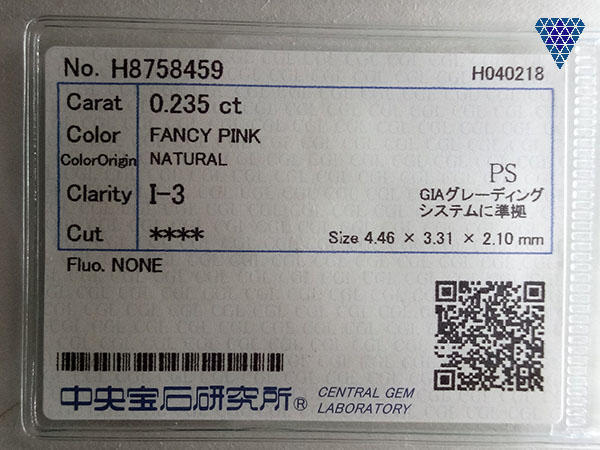 No. H8758459 H040218
Carat 0.235 ct
Color FANCY PINK
ColorOrigin NATURAL
Clarity I-3
PS
GIAグレーディング
システムに準拠
Cut ****
Size 4.46 × 3.31 × 2.10 mm
Fluo. NONE
中央宝石研究所® CENTRAL GEM
LABORATORY